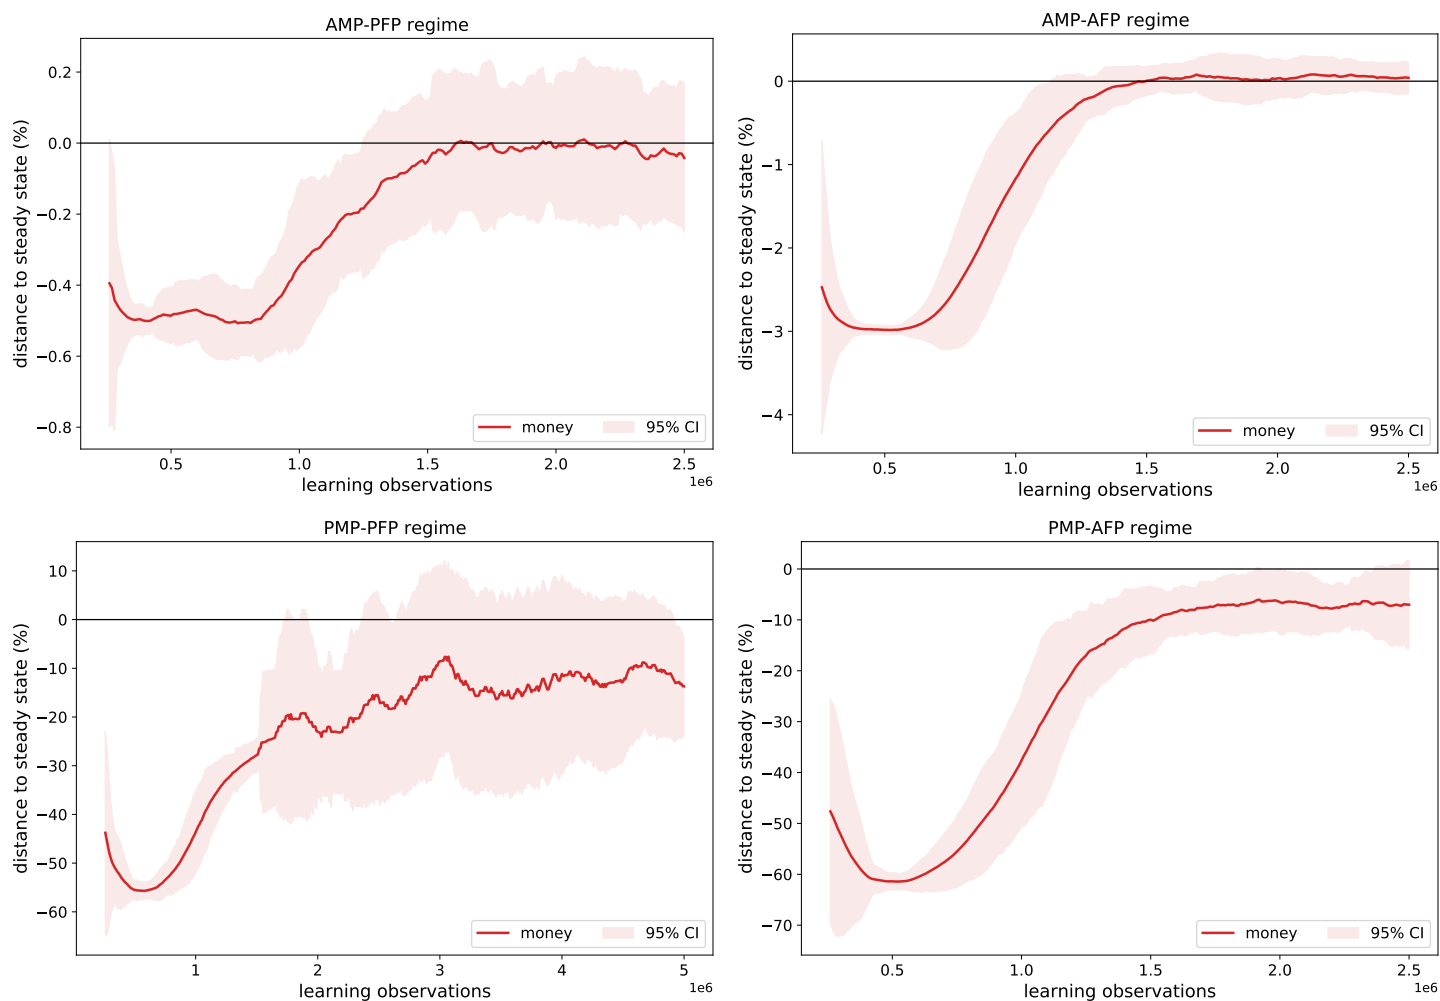 AMP-PFP regime
distance to steady state (%)
0.2
0.0
−0.2
−0.4
−0.6
−0.8
money
95% CI
0.5
1.0
1.5
2.0
2.5
1e6
learning observations
AMP-AFP regime
distance to steady state (%)
0
−1
−2
−3
−4
money
95% CI
0.5
1.0
1.5
2.0
2.5
1e6
learning observations
PMP-PFP regime
distance to steady state (%)
10
0
−10
−20
−30
−40
−50
−60
money
95% CI
1
2
3
4
5
1e6
learning observations
PMP-AFP regime
distance to steady state (%)
0
−10
−20
−30
−40
−50
−60
−70
money
95% CI
0.5
1.0
1.5
2.0
2.5
1e6
learning observations